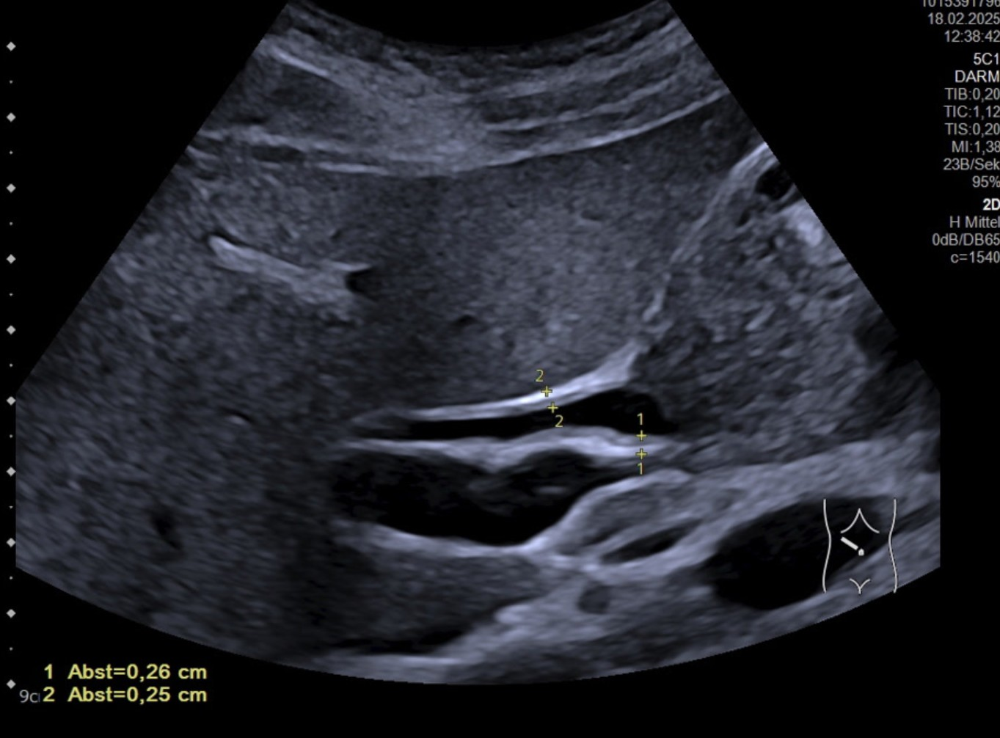 18.02.2025
12:38:42
5C1
DARM
TIB:0,20
TIC:1,12
TIS:0,20
MI:1,38
23B/Sek
95%
2D
H Mittel
0dB/DB65
c=1540
2
2
1
1
1 Abst=0,26 cm
2 Abst=0,25 cm